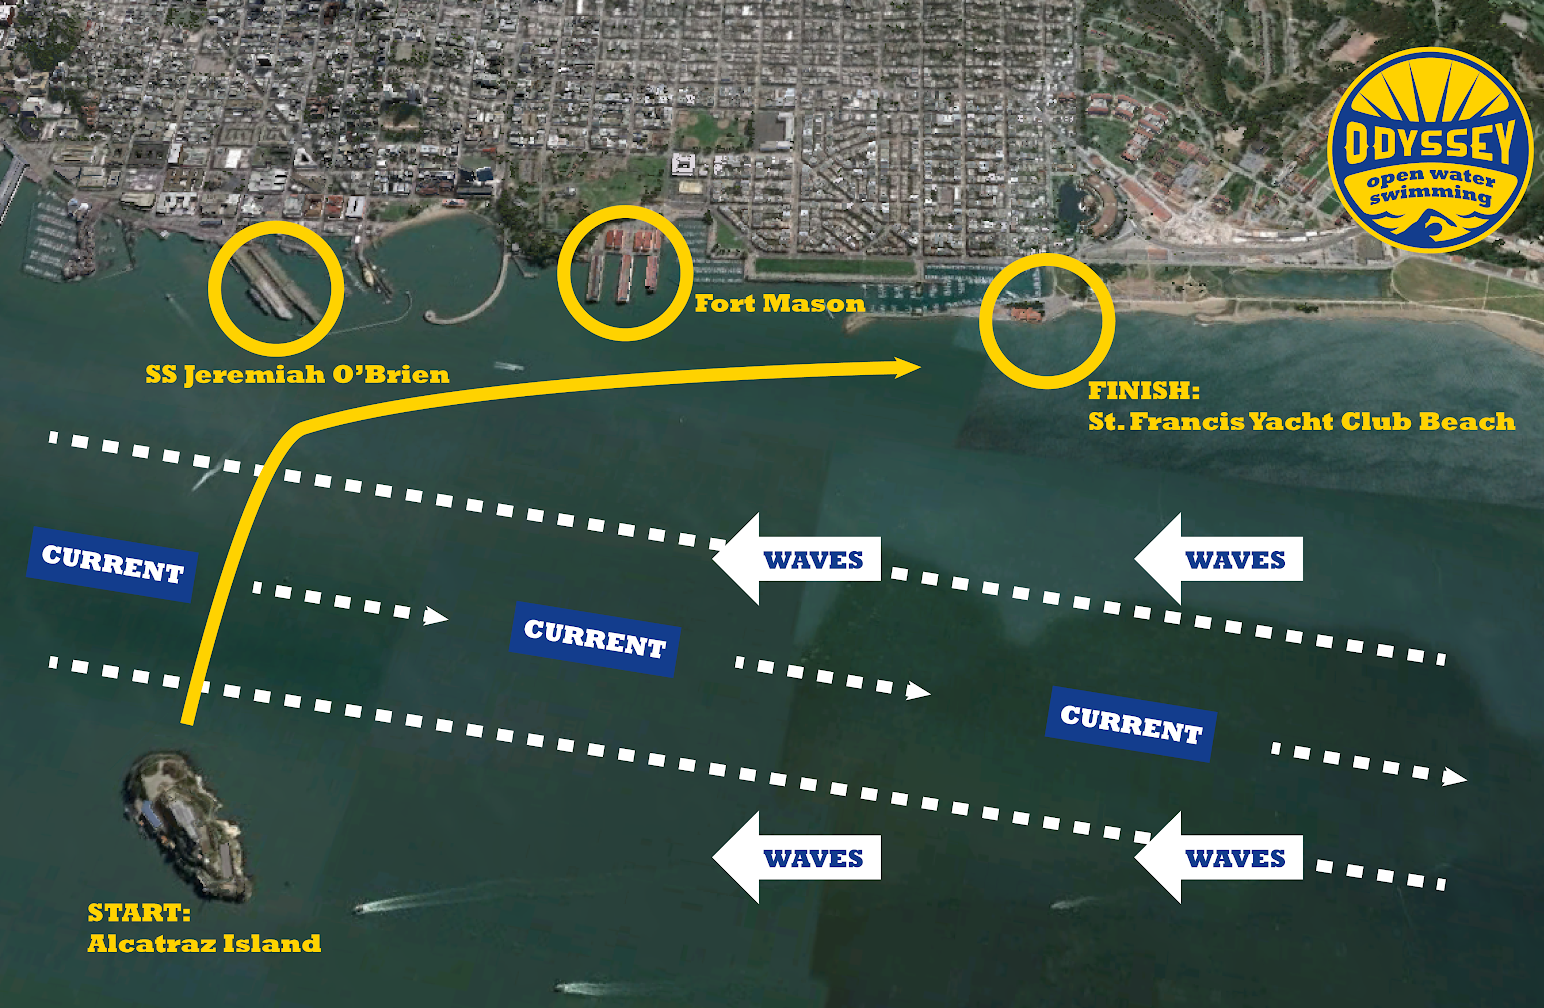 ODYSSEY
open water
swimming
Fort Mason
SS Jeremiah O’Brien
FINISH:
St. Francis Yacht Club Beach
CURRENT
WAVES
WAVES
CURRENT
CURRENT
WAVES
WAVES
START:
Alcatraz Island